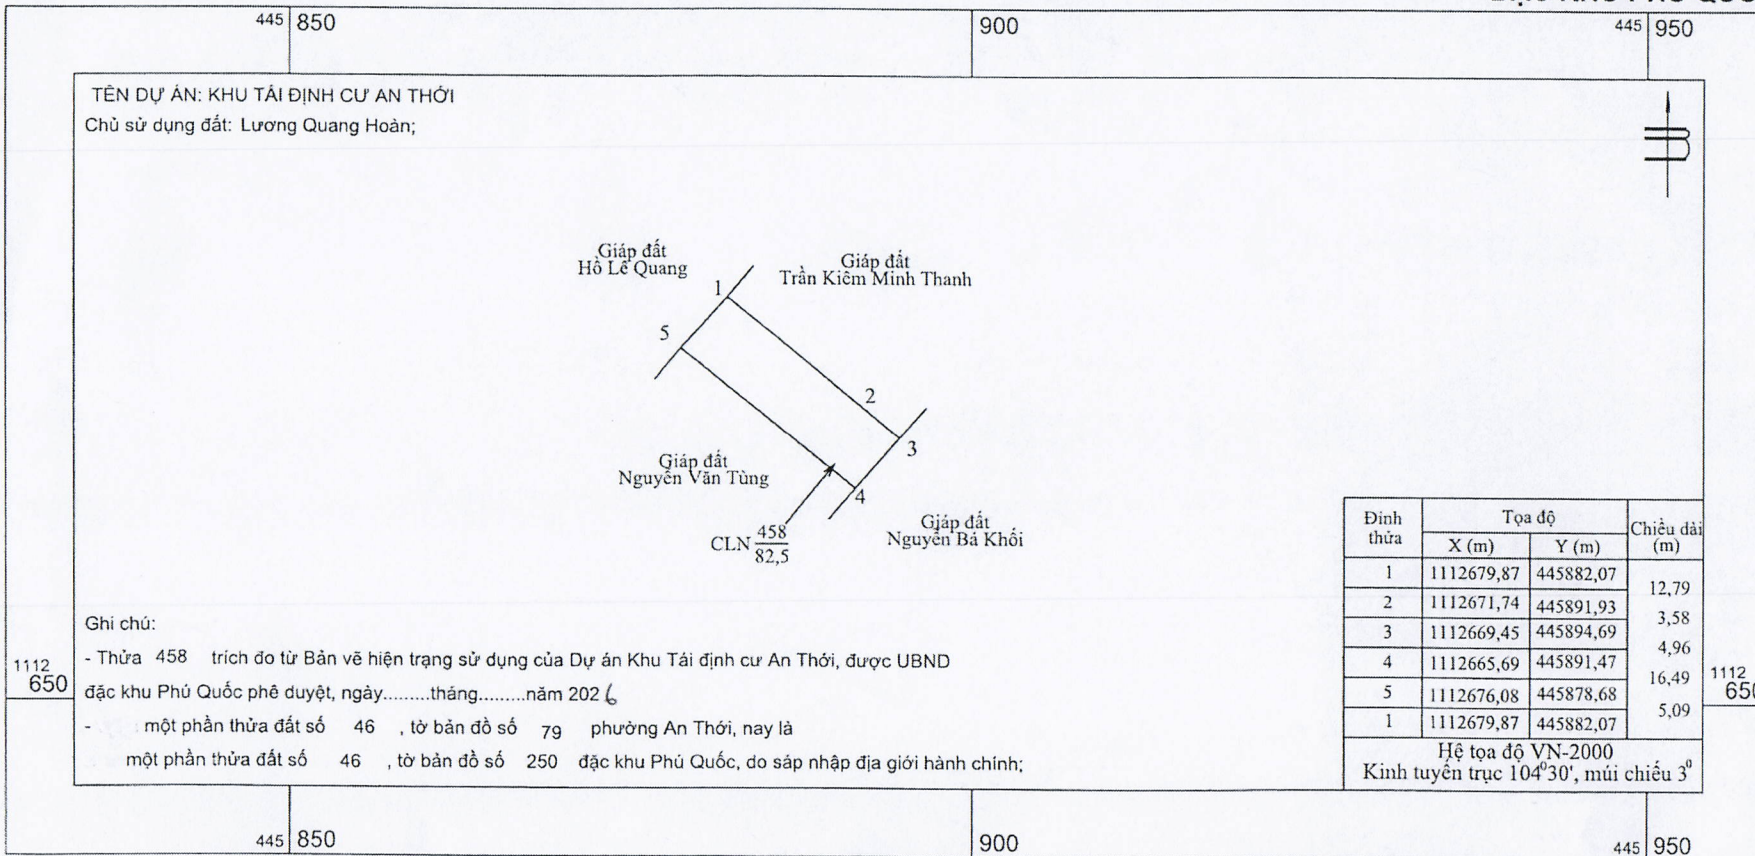 445 850 900 445 950
TÊN DỰ ÁN: KHU TÁI ĐỊNH CƯ AN THỚI
Chủ sử dụng đất: Lương Quang Hoàn;
Giáp đất
Hồ Lê Quang
Giáp đất
Trần Kiêm Minh Thanh
1
5
2
3
Giáp đất
Nguyễn Văn Tùng
4
Giáp đất
Nguyễn Bá Khối
CLN 458
82,5
Đỉnh thửa Tọa độ Chiều dài (m)
X (m) Y (m)
1 1112679,87 445882,07
12,79
2 1112671,74 445891,93
3,58
3 1112669,45 445894,69
4,96
4 1112665,69 445891,47
16,49
5 1112676,08 445878,68
5,09
1 1112679,87 445882,07
Hệ tọa độ VN-2000
Kinh tuyến trục 104⁰30', múi chiếu 3⁰
Ghi chú:
- Thửa 458 trích đo từ Bản vẽ hiện trạng sử dụng của Dự án Khu Tái định cư An Thới, được UBND
đặc khu Phú Quốc phê duyệt, ngày.........tháng.........năm 2026
- một phần thửa đất số 46 , tờ bản đồ số 79 phường An Thới, nay là
một phần thửa đất số 46 , tờ bản đồ số 250 đặc khu Phú Quốc, do sáp nhập địa giới hành chính;
1112
650
1112
650
445 850 900 445 950